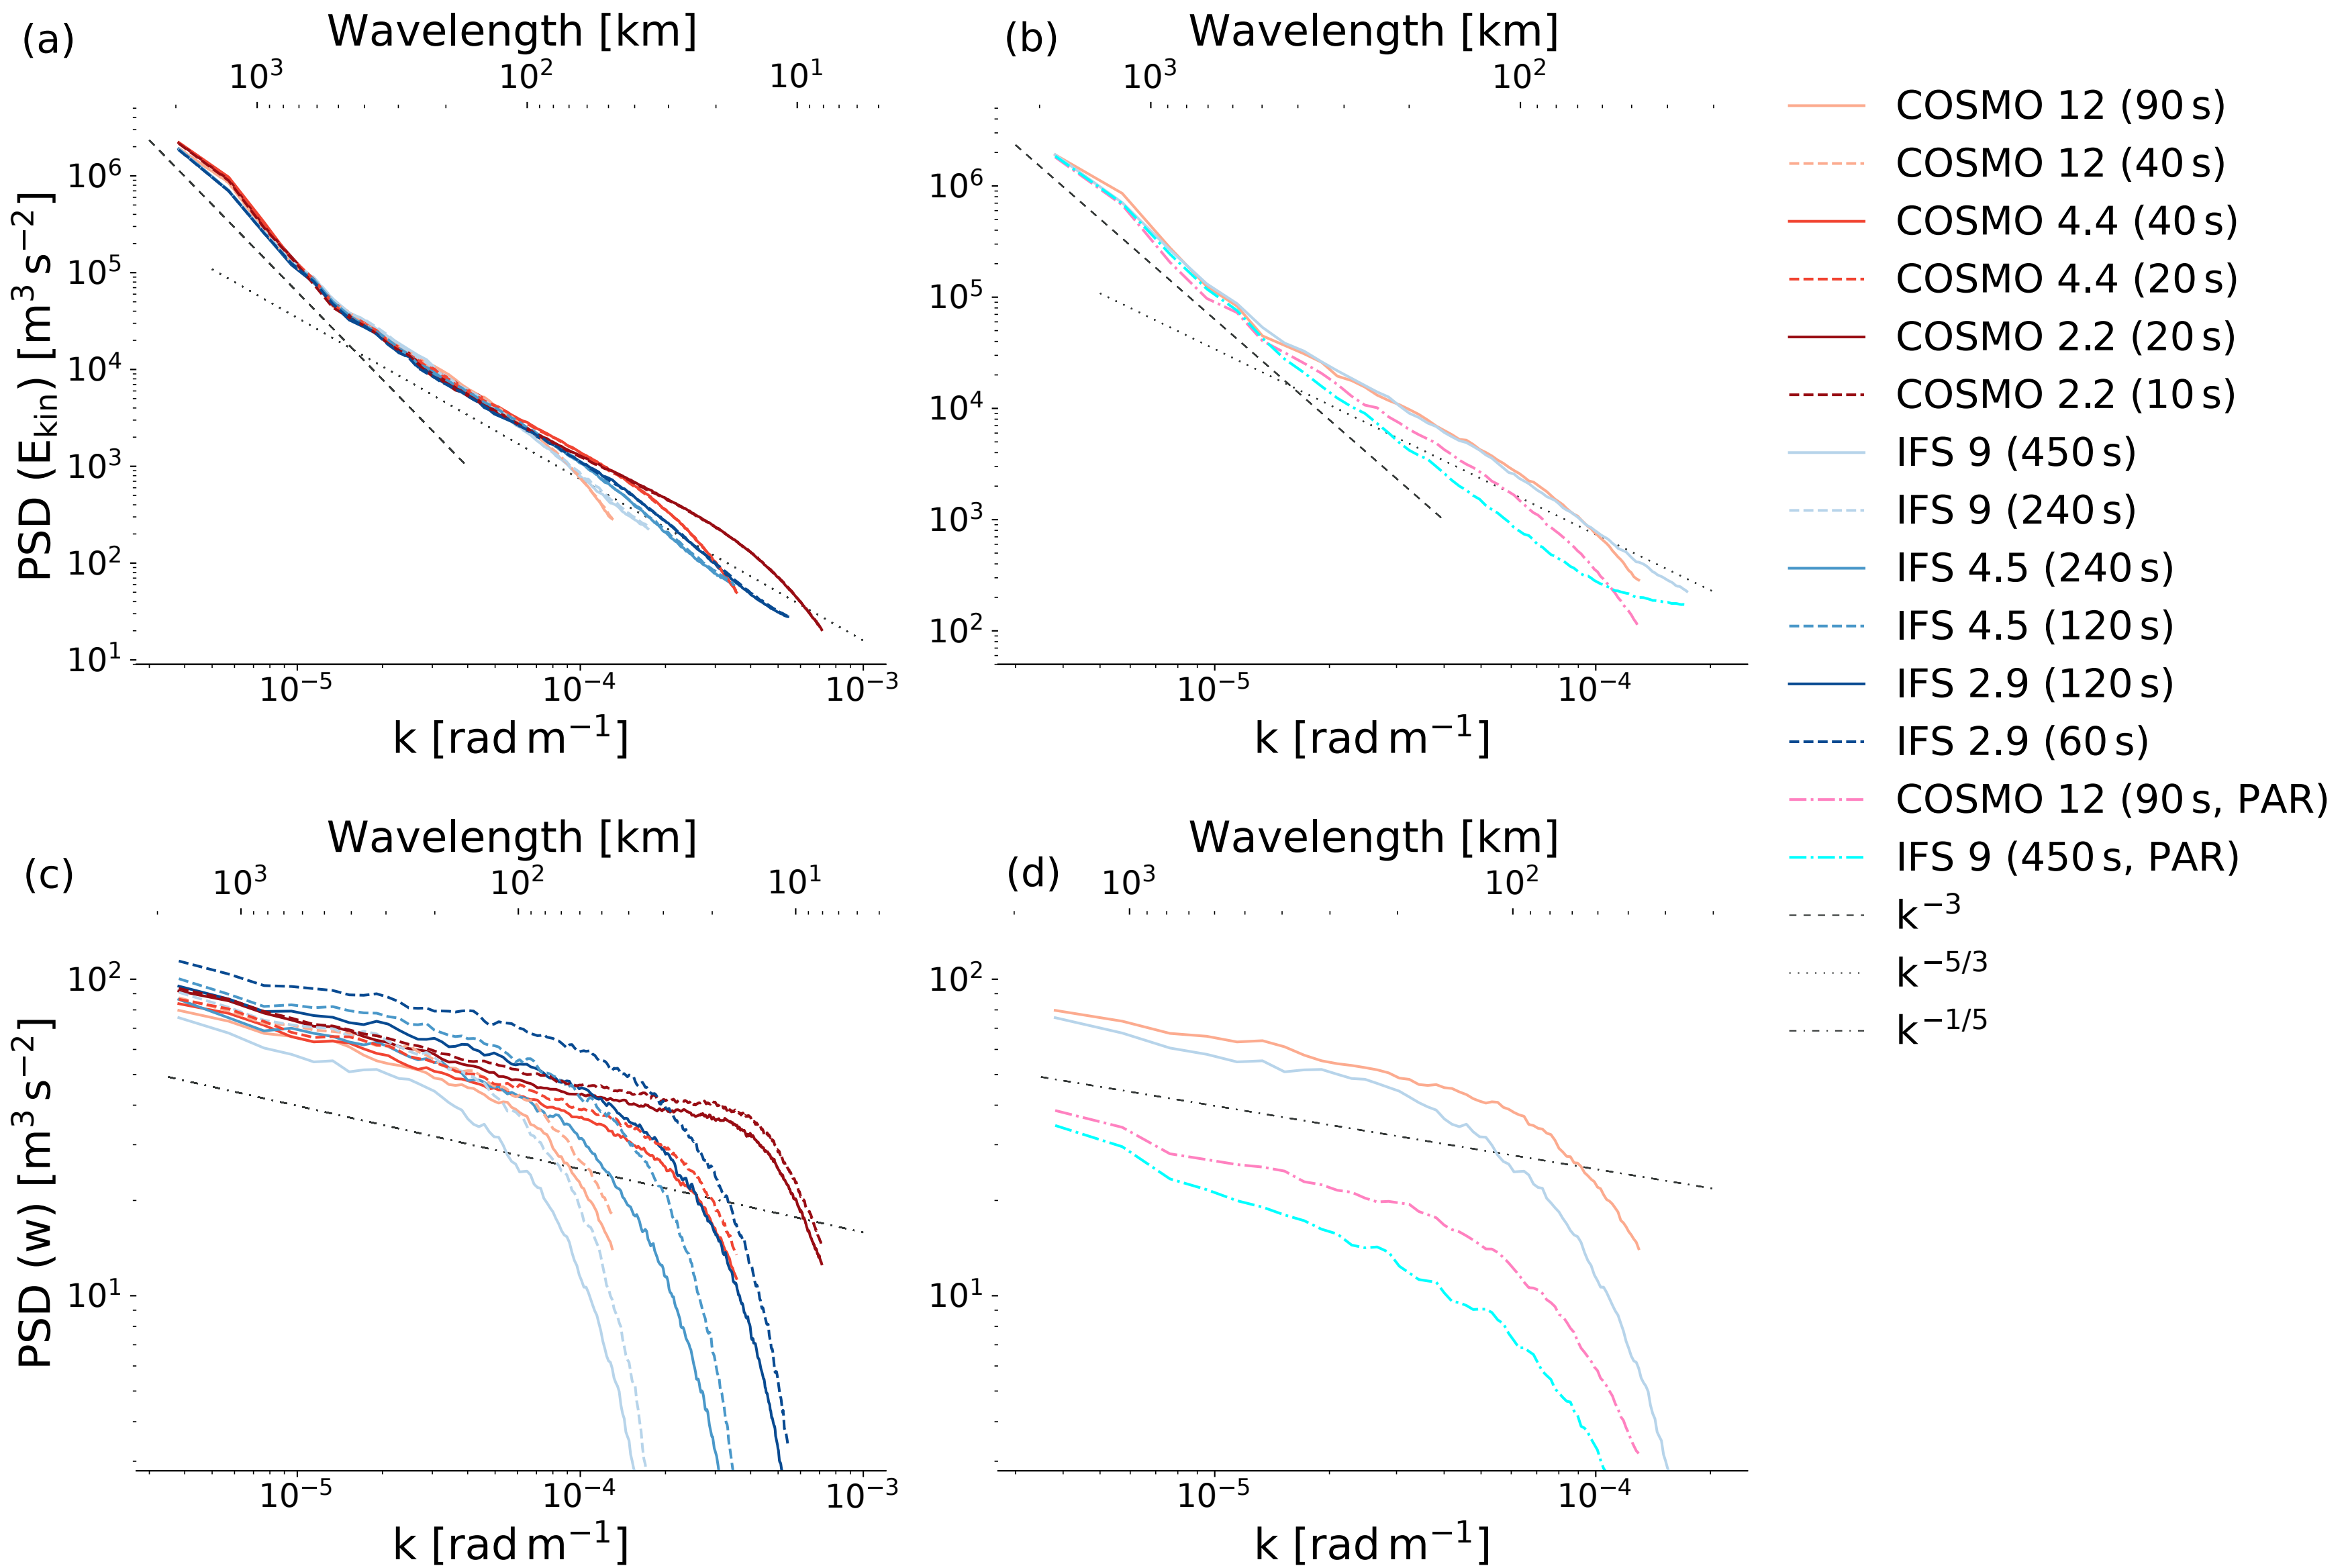 (a)
Wavelength [km]
10³ 10² 10¹
PSD (E_kin) [m³ s⁻²]
10⁶
10⁵
10⁴
10³
10²
10¹
10⁻⁵ 10⁻⁴ 10⁻³
k [rad m⁻¹]
(b)
Wavelength [km]
10³ 10²
10⁶
10⁵
10⁴
10³
10²
10⁻⁵ 10⁻⁴
k [rad m⁻¹]
COSMO 12 (90 s)
COSMO 12 (40 s)
COSMO 4.4 (40 s)
COSMO 4.4 (20 s)
COSMO 2.2 (20 s)
COSMO 2.2 (10 s)
IFS 9 (450 s)
IFS 9 (240 s)
IFS 4.5 (240 s)
IFS 4.5 (120 s)
IFS 2.9 (120 s)
IFS 2.9 (60 s)
COSMO 12 (90 s, PAR)
IFS 9 (450 s, PAR)
k⁻³
k⁻⁵ᐟ³
k⁻¹ᐟ⁵
(c)
Wavelength [km]
10³ 10² 10¹
PSD (w) [m³ s⁻²]
10²
10¹
10⁻⁵ 10⁻⁴ 10⁻³
k [rad m⁻¹]
(d)
Wavelength [km]
10³ 10²
10²
10¹
10⁻⁵ 10⁻⁴
k [rad m⁻¹]